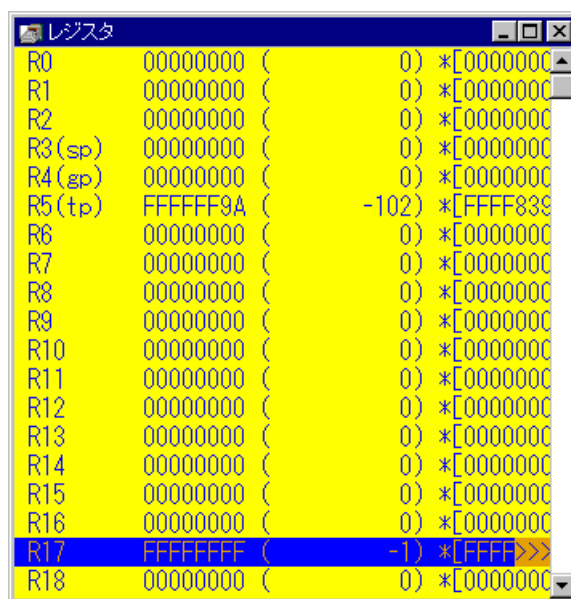 レジスタ
R0 00000000 ( 0) *[0000000
R1 00000000 ( 0) *[0000000
R2 00000000 ( 0) *[0000000
R3(sp) 00000000 ( 0) *[0000000
R4(gp) 00000000 ( 0) *[0000000
R5(tp) FFFFFF9A ( -102) *[FFFF839
R6 00000000 ( 0) *[0000000
R7 00000000 ( 0) *[0000000
R8 00000000 ( 0) *[0000000
R9 00000000 ( 0) *[0000000
R10 00000000 ( 0) *[0000000
R11 00000000 ( 0) *[0000000
R12 00000000 ( 0) *[0000000
R13 00000000 ( 0) *[0000000
R14 00000000 ( 0) *[0000000
R15 00000000 ( 0) *[0000000
R16 00000000 ( 0) *[0000000
R17 FFFFFFFF ( -1) *[FFFF>>>
R18 00000000 ( 0) *[0000000